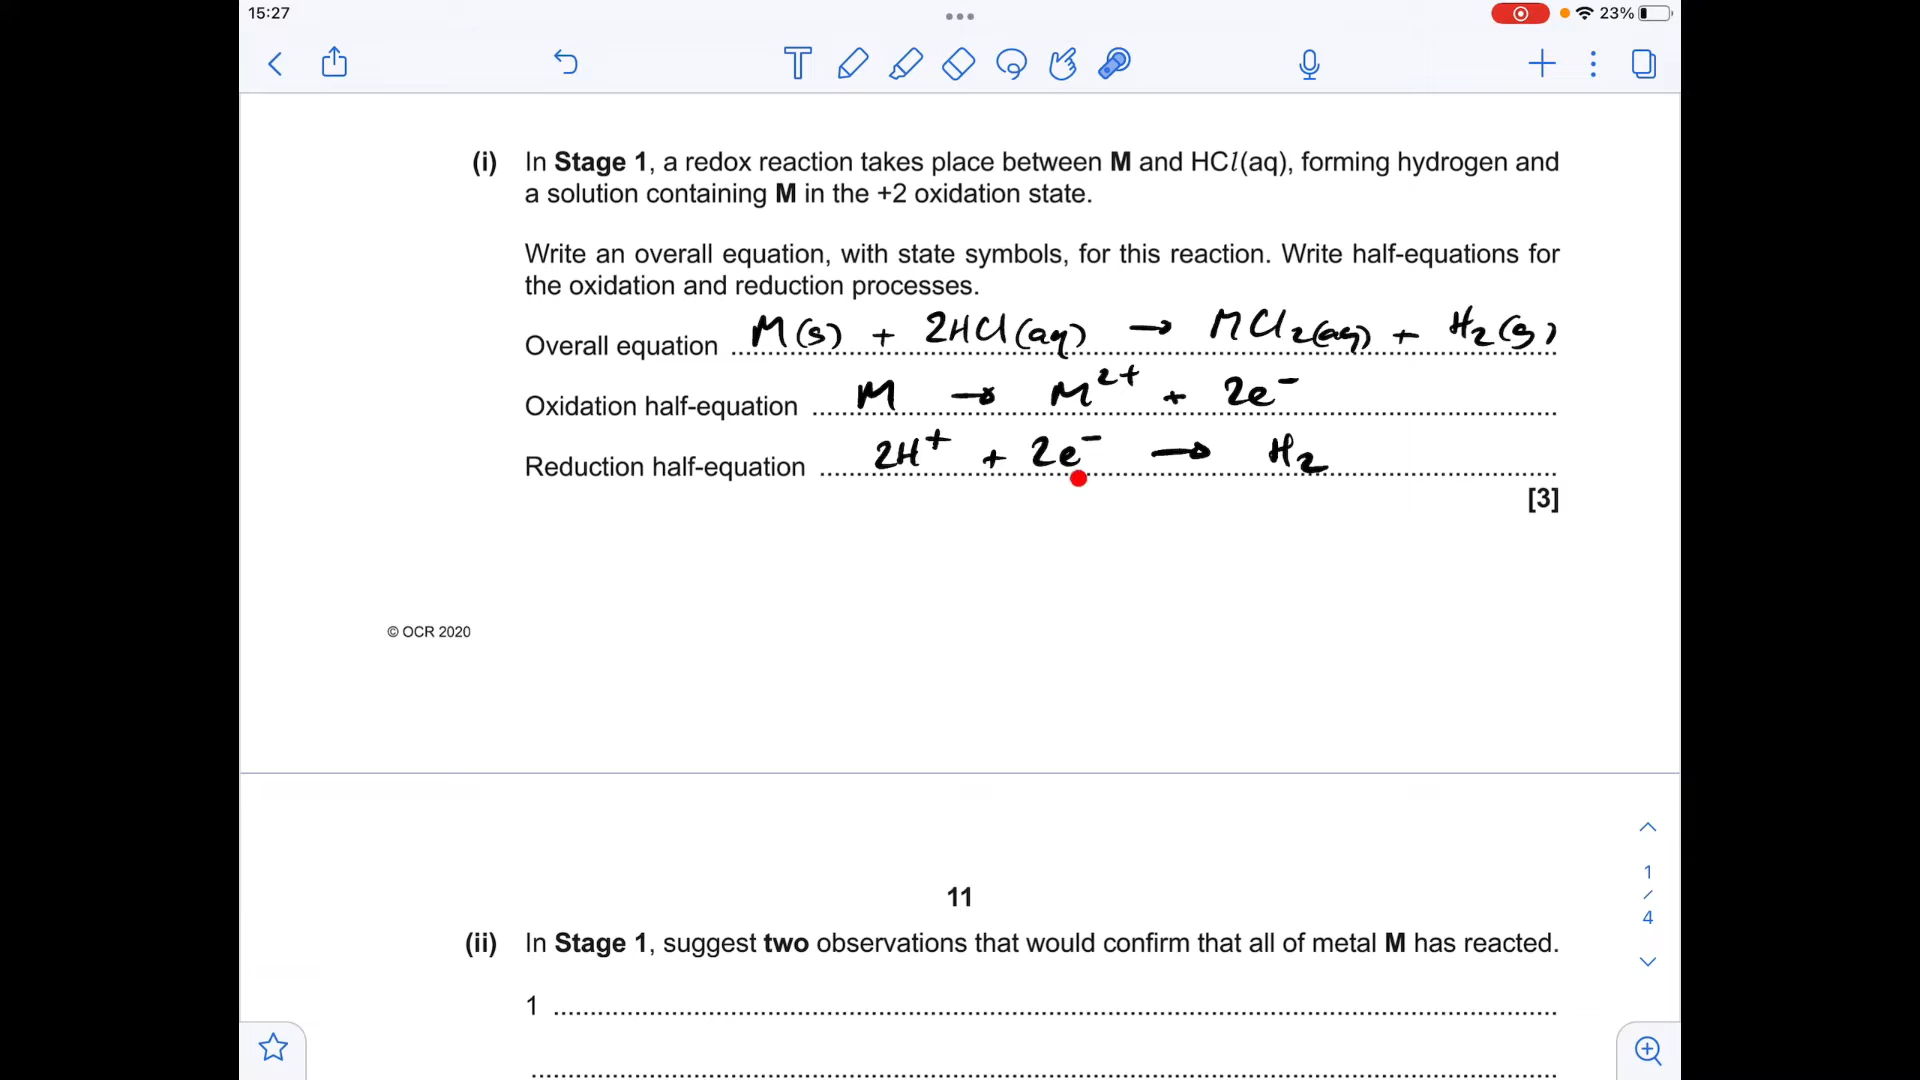 15:27
23%
(i) In Stage 1, a redox reaction takes place between M and HCl(aq), forming hydrogen and
a solution containing M in the +2 oxidation state.
Write an overall equation, with state symbols, for this reaction. Write half-equations for
the oxidation and reduction processes.
Overall equation M(s) + 2HCl(aq) → MCl₂(aq) + H₂(g)
Oxidation half-equation M → M²⁺ + 2e⁻
Reduction half-equation 2H⁺ + 2e⁻ → H₂
[3]
© OCR 2020
1
/
4
11
(ii) In Stage 1, suggest two observations that would confirm that all of metal M has reacted.
1